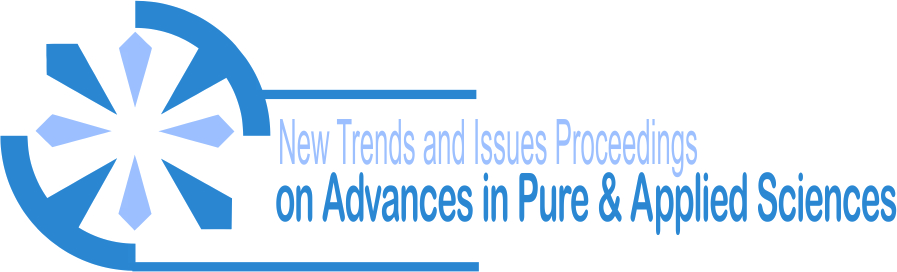 New Trends and Issues Proceedings
on Advances in Pure & Applied Sciences